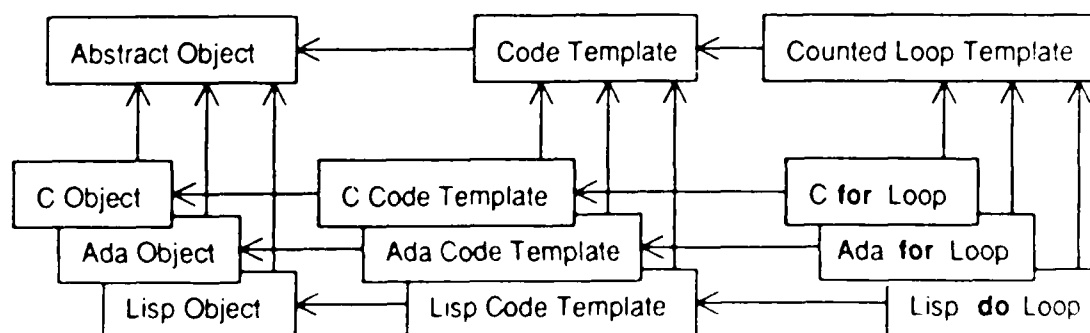 Abstract Object
Code Template
Counted Loop Template
C Object
C Code Template
C for Loop
Ada Object
Ada Code Template
Ada for Loop
Lisp Object
Lisp Code Template
Lisp do Loop